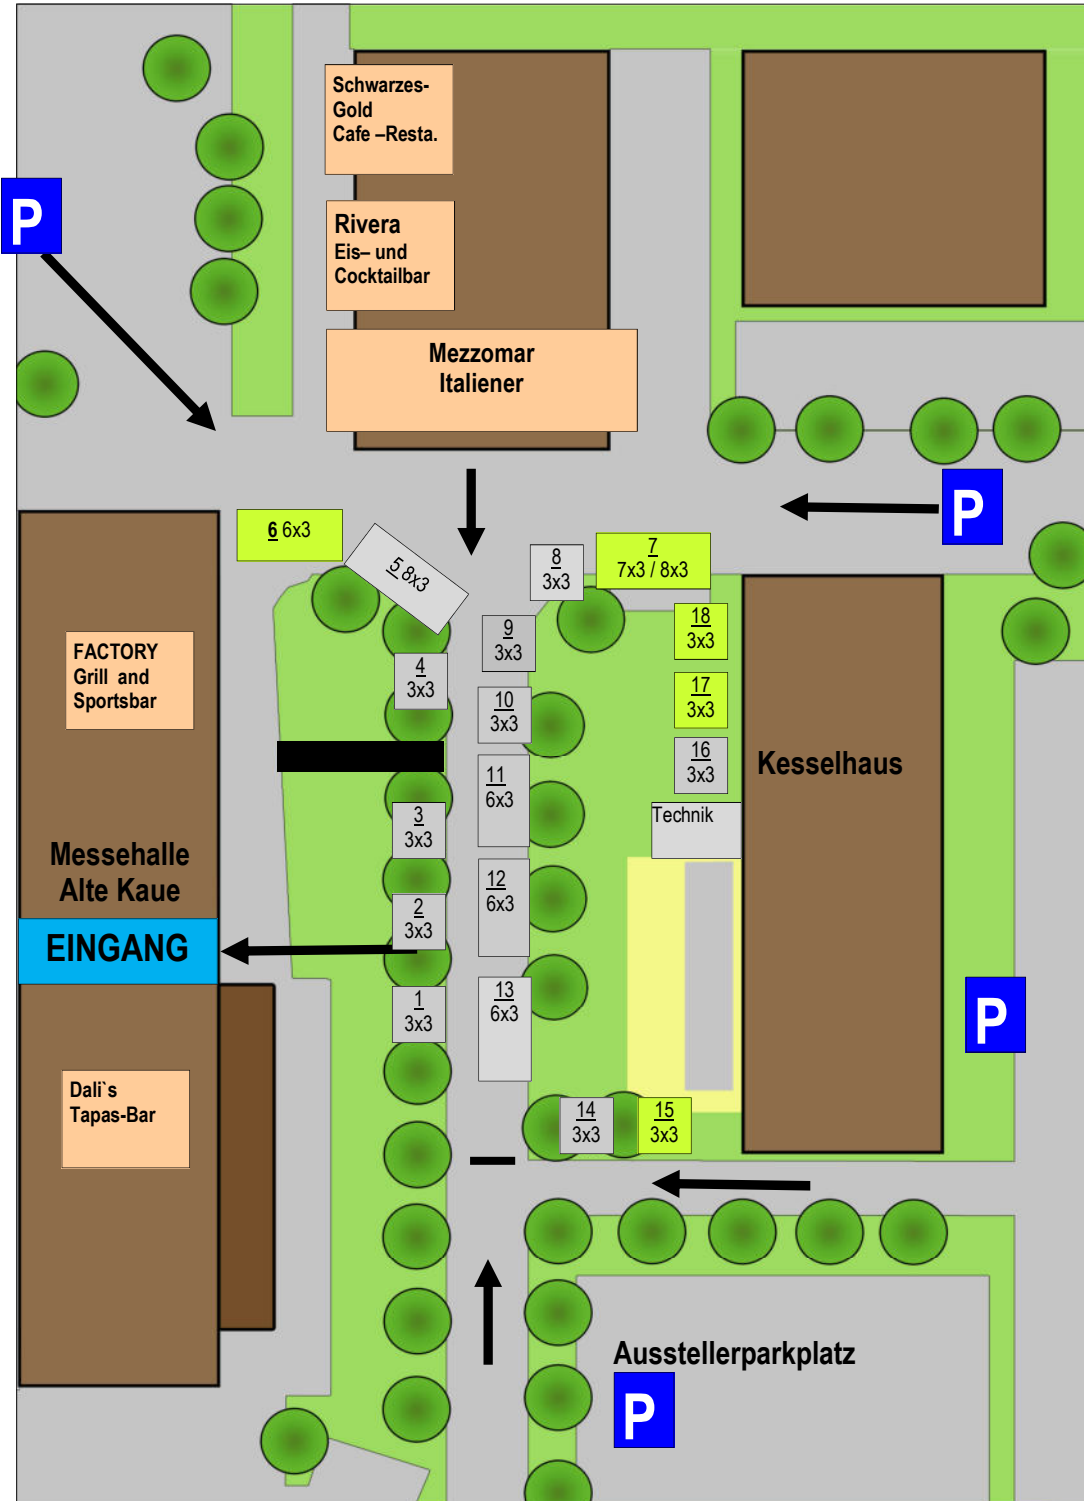 Schwarzes-
Gold
Cafe –Resta.
P
Rivera
Eis– und
Cocktailbar
Mezzomar
Italiener
P
6 6x3
5 8x3
8
3x3
7
7x3 / 8x3
9
3x3
18
3x3
FACTORY
Grill and
Sportsbar
4
3x3
10
3x3
17
3x3
16
3x3
Kesselhaus
11
6x3
3
3x3
Technik
Messehalle
Alte Kaue
12
6x3
2
3x3
EINGANG
13
6x3
1
3x3
P
Dali`s
Tapas-Bar
14
3x3
15
3x3
Ausstellerparkplatz
P